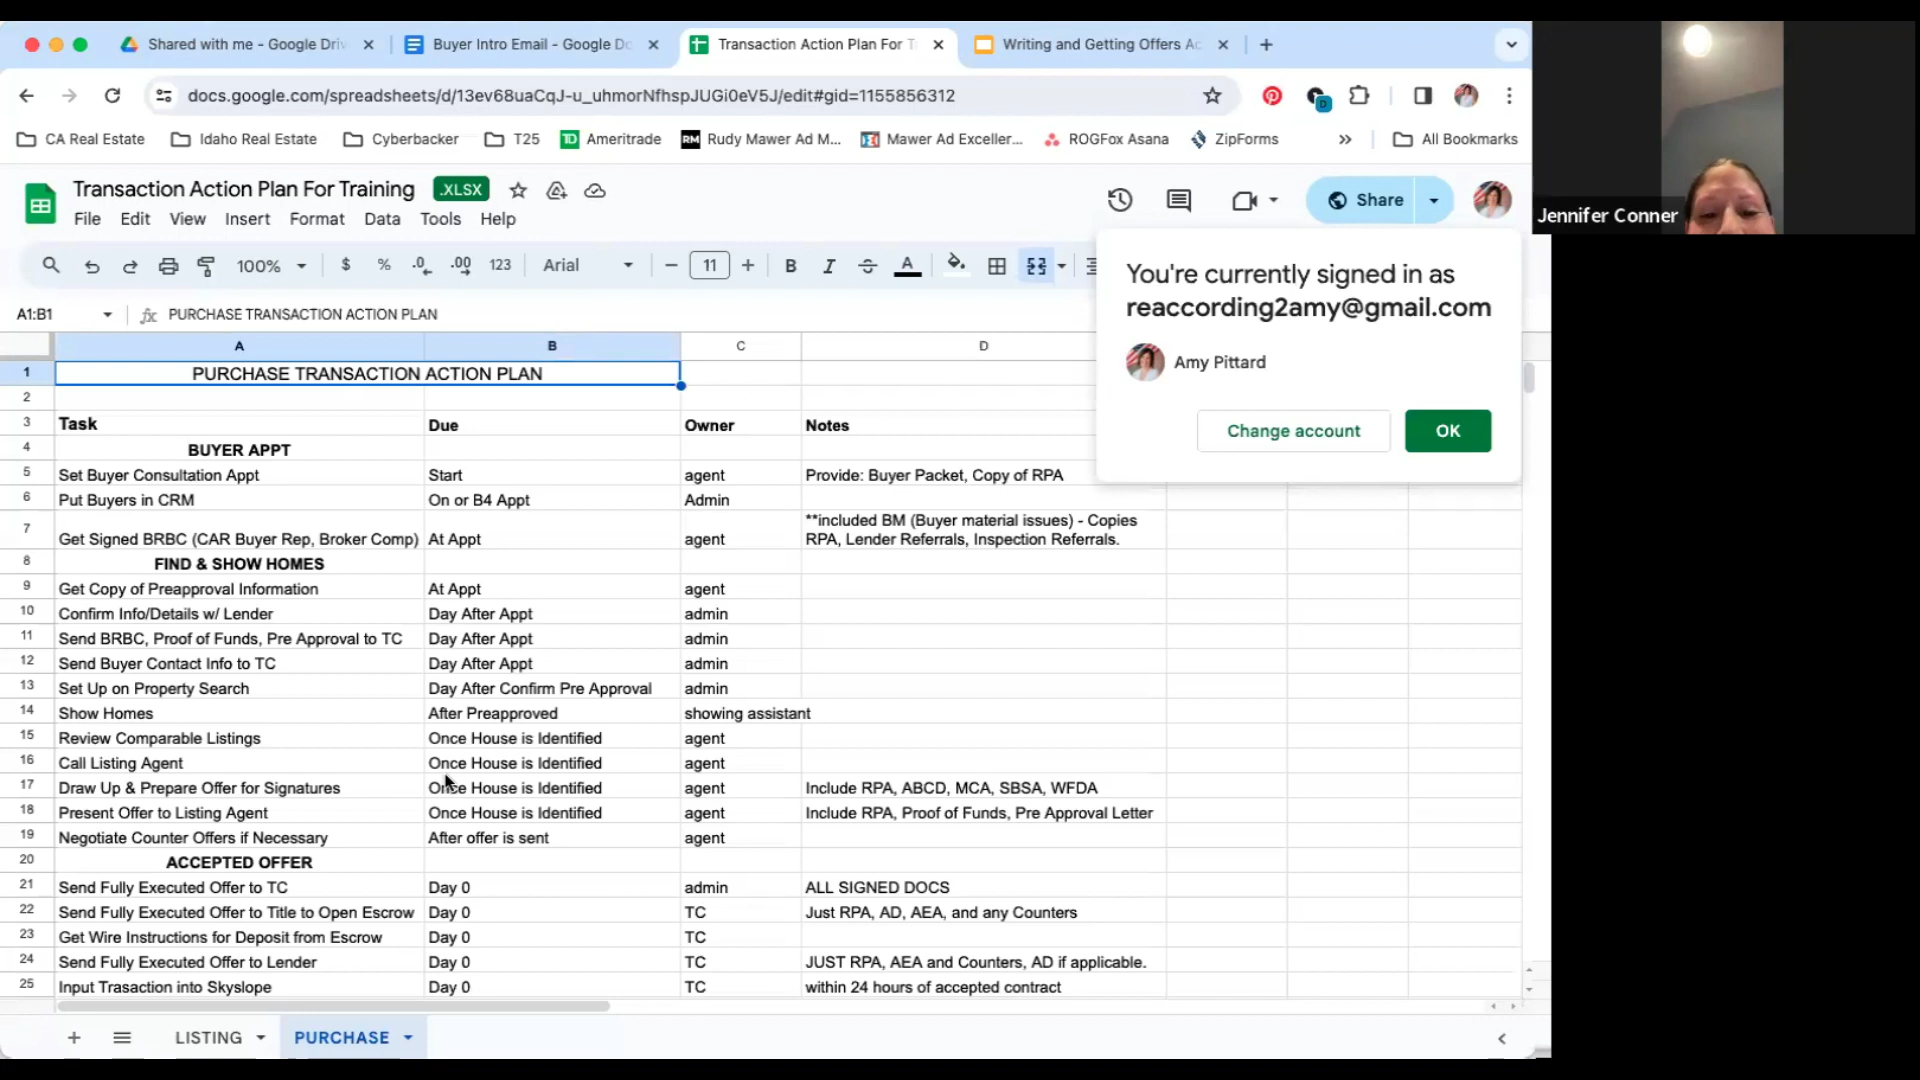 Shared with me - Google Driv
Buyer Intro Email - Google Do
Transaction Action Plan For T
Writing and Getting Offers Ac
docs.google.com/spreadsheets/d/13ev68uaCqJ-u_uhmorNfhspJUGi0eV5J/edit#gid=1155856312
CA Real Estate Idaho Real Estate Cyberbacker T25 Ameritrade Rudy Mawer Ad M... Mawer Ad Exceller... ROGFox Asana ZipForms All Bookmarks
Transaction Action Plan For Training .XLSX
Share
Jennifer Conner
File Edit View Insert Format Data Tools Help
100% $ % .0 .00 123 Arial 11 B I A
You're currently signed in as
reaccording2amy@gmail.com
Amy Pittard
Change account OK
A1:B1 fx PURCHASE TRANSACTION ACTION PLAN
A B C D
1 PURCHASE TRANSACTION ACTION PLAN
2
3 Task Due Owner Notes
4 BUYER APPT
5 Set Buyer Consultation Appt Start agent Provide: Buyer Packet, Copy of RPA
6 Put Buyers in CRM On or B4 Appt Admin
7 Get Signed BRBC (CAR Buyer Rep, Broker Comp) At Appt agent **included BM (Buyer material issues) - Copies
RPA, Lender Referrals, Inspection Referrals.
8 FIND & SHOW HOMES
9 Get Copy of Preapproval Information At Appt agent
10 Confirm Info/Details w/ Lender Day After Appt admin
11 Send BRBC, Proof of Funds, Pre Approval to TC Day After Appt admin
12 Send Buyer Contact Info to TC Day After Appt admin
13 Set Up on Property Search Day After Confirm Pre Approval admin
14 Show Homes After Preapproved showing assistant
15 Review Comparable Listings Once House is Identified agent
16 Call Listing Agent Once House is Identified agent
17 Draw Up & Prepare Offer for Signatures Once House is Identified agent Include RPA, ABCD, MCA, SBSA, WFDA
18 Present Offer to Listing Agent Once House is Identified agent Include RPA, Proof of Funds, Pre Approval Letter
19 Negotiate Counter Offers if Necessary After offer is sent agent
20 ACCEPTED OFFER
21 Send Fully Executed Offer to TC Day 0 admin ALL SIGNED DOCS
22 Send Fully Executed Offer to Title to Open Escrow Day 0 TC Just RPA, AD, AEA, and any Counters
23 Get Wire Instructions for Deposit from Escrow Day 0 TC
24 Send Fully Executed Offer to Lender Day 0 TC JUST RPA, AEA and Counters, AD if applicable.
25 Input Trasaction into Skyslope Day 0 TC within 24 hours of accepted contract
LISTING PURCHASE